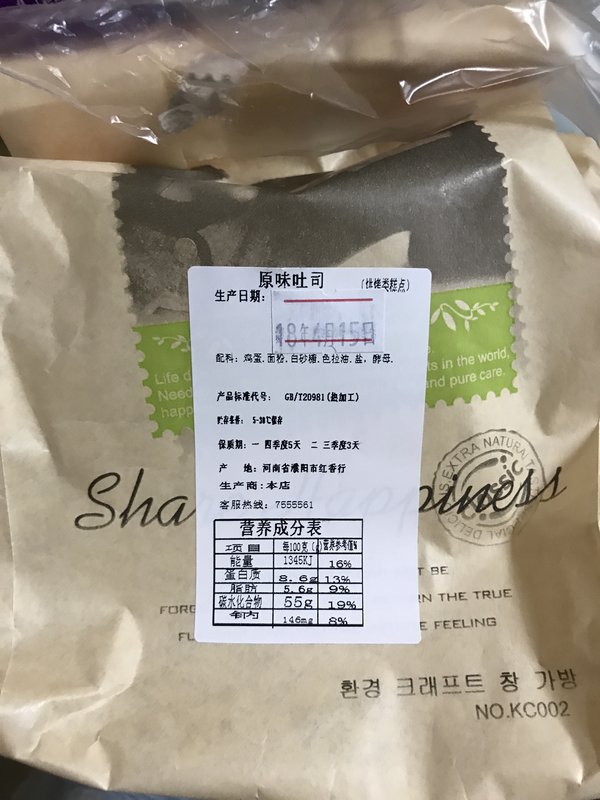 原味吐司 (烘烤类糕点)
生产日期:
18年4月15日
配料: 鸡蛋.面粉.白砂糖.色拉油.盐, 酵母.
产品标准代号: GB/T20981(热加工)
贮存条件: 5-30℃保存
保质期: 一 四季度5天 二 三季度3天
产 地: 河南省濮阳市红香行
生产商: 本店
客服热线: 7555561
营养成分表
项目 每100克(g) 营养参考值%
能量 1345KJ 16%
蛋白质 8.6g 13%
脂肪 5.6g 9%
碳水化合物 55g 19%
钠 146mg 8%
Life
Need
happ
ts in the world,
and pure care.
EXTRA NATURAL
Sha piness
T BE
FORG RN THE TRUE
FU E FEELING
환경 크래프트 창 가방
NO.KC002